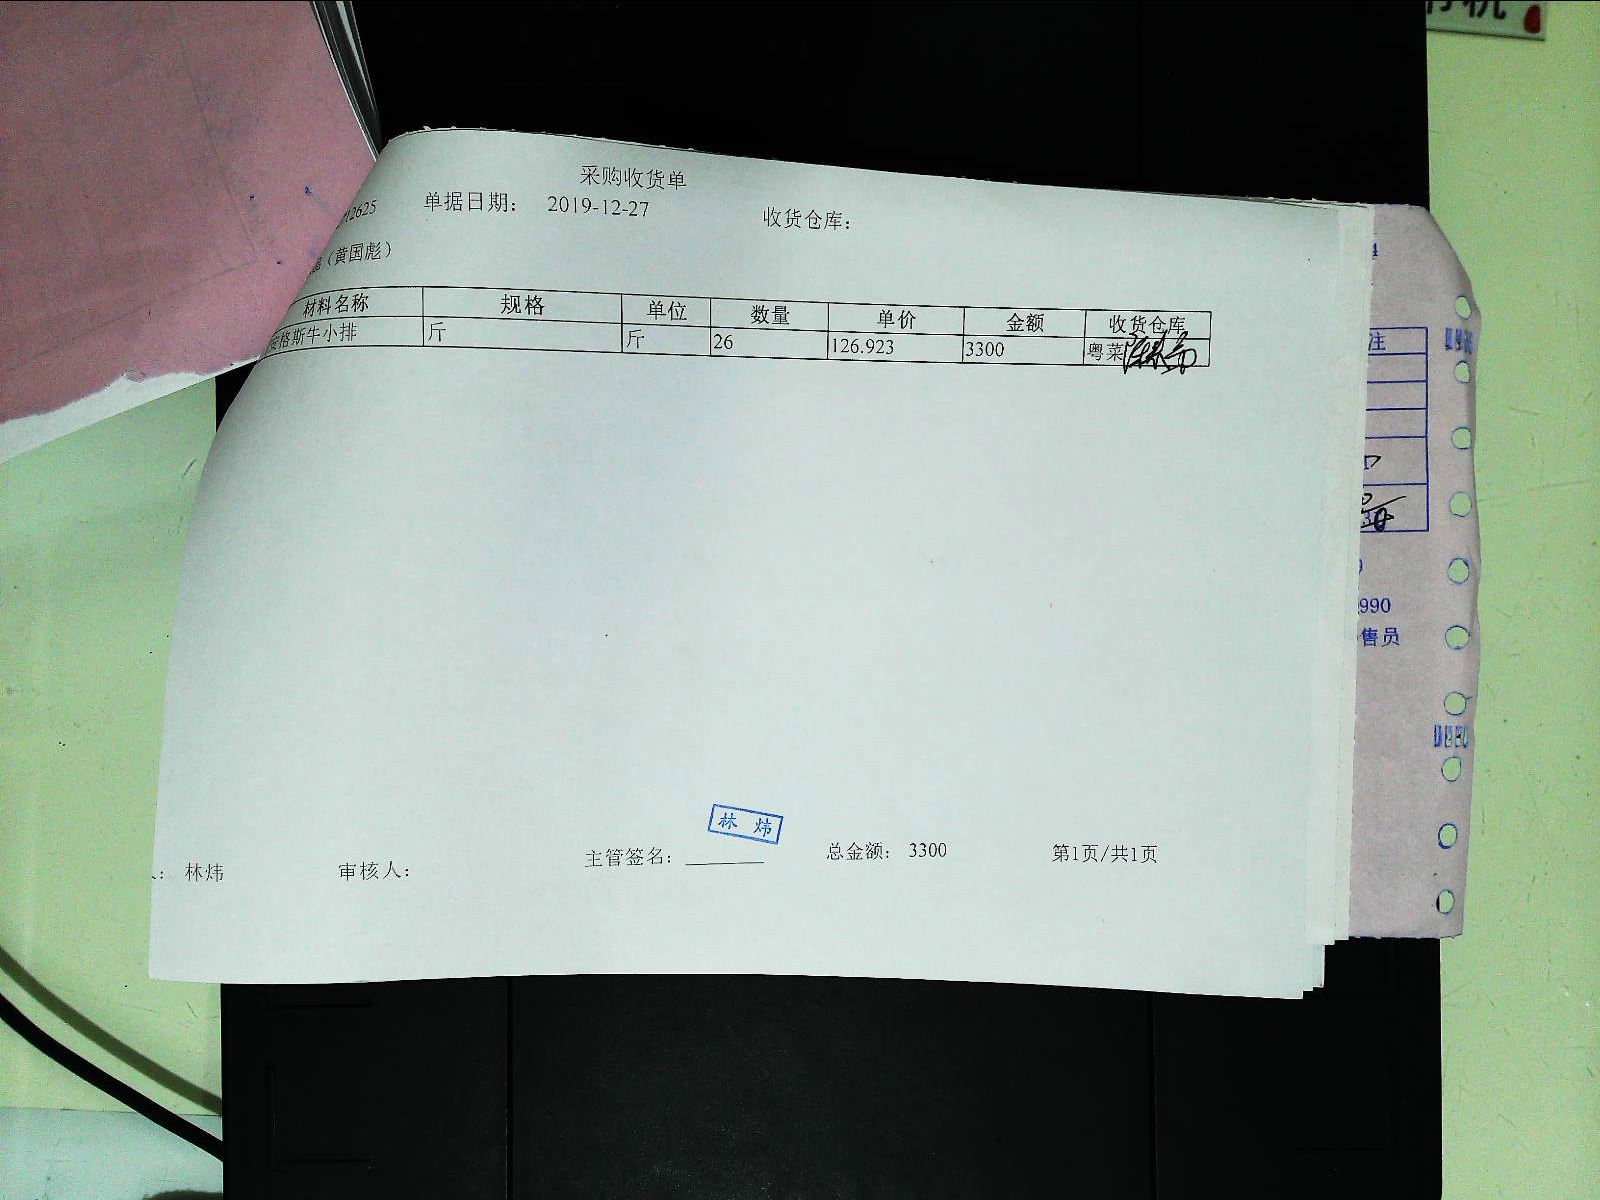 采购收货单
12625 单据日期： 2019-12-27 收货仓库：
（黄国彪）
材料名称 规格 单位 数量 单价 金额 收货仓库
安格斯牛小排 斤 斤 26 126.923 3300 粤菜
注
990
售员
林炜
林炜 审核人： 主管签名： 总金额： 3300 第1页/共1页